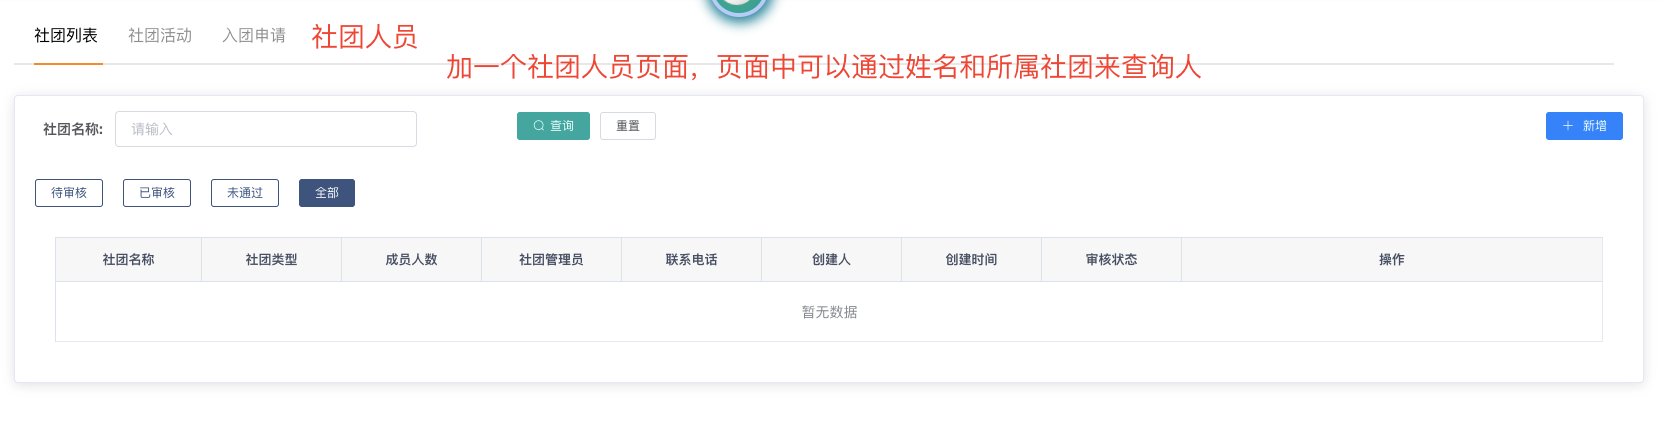 社团列表 社团活动 入团申请 社团人员
加一个社团人员页面，页面中可以通过姓名和所属社团来查询人
社团名称: 请输入 查询 重置 新增
待审核 已审核 未通过 全部
社团名称 社团类型 成员人数 社团管理员 联系电话 创建人 创建时间 审核状态 操作
暂无数据